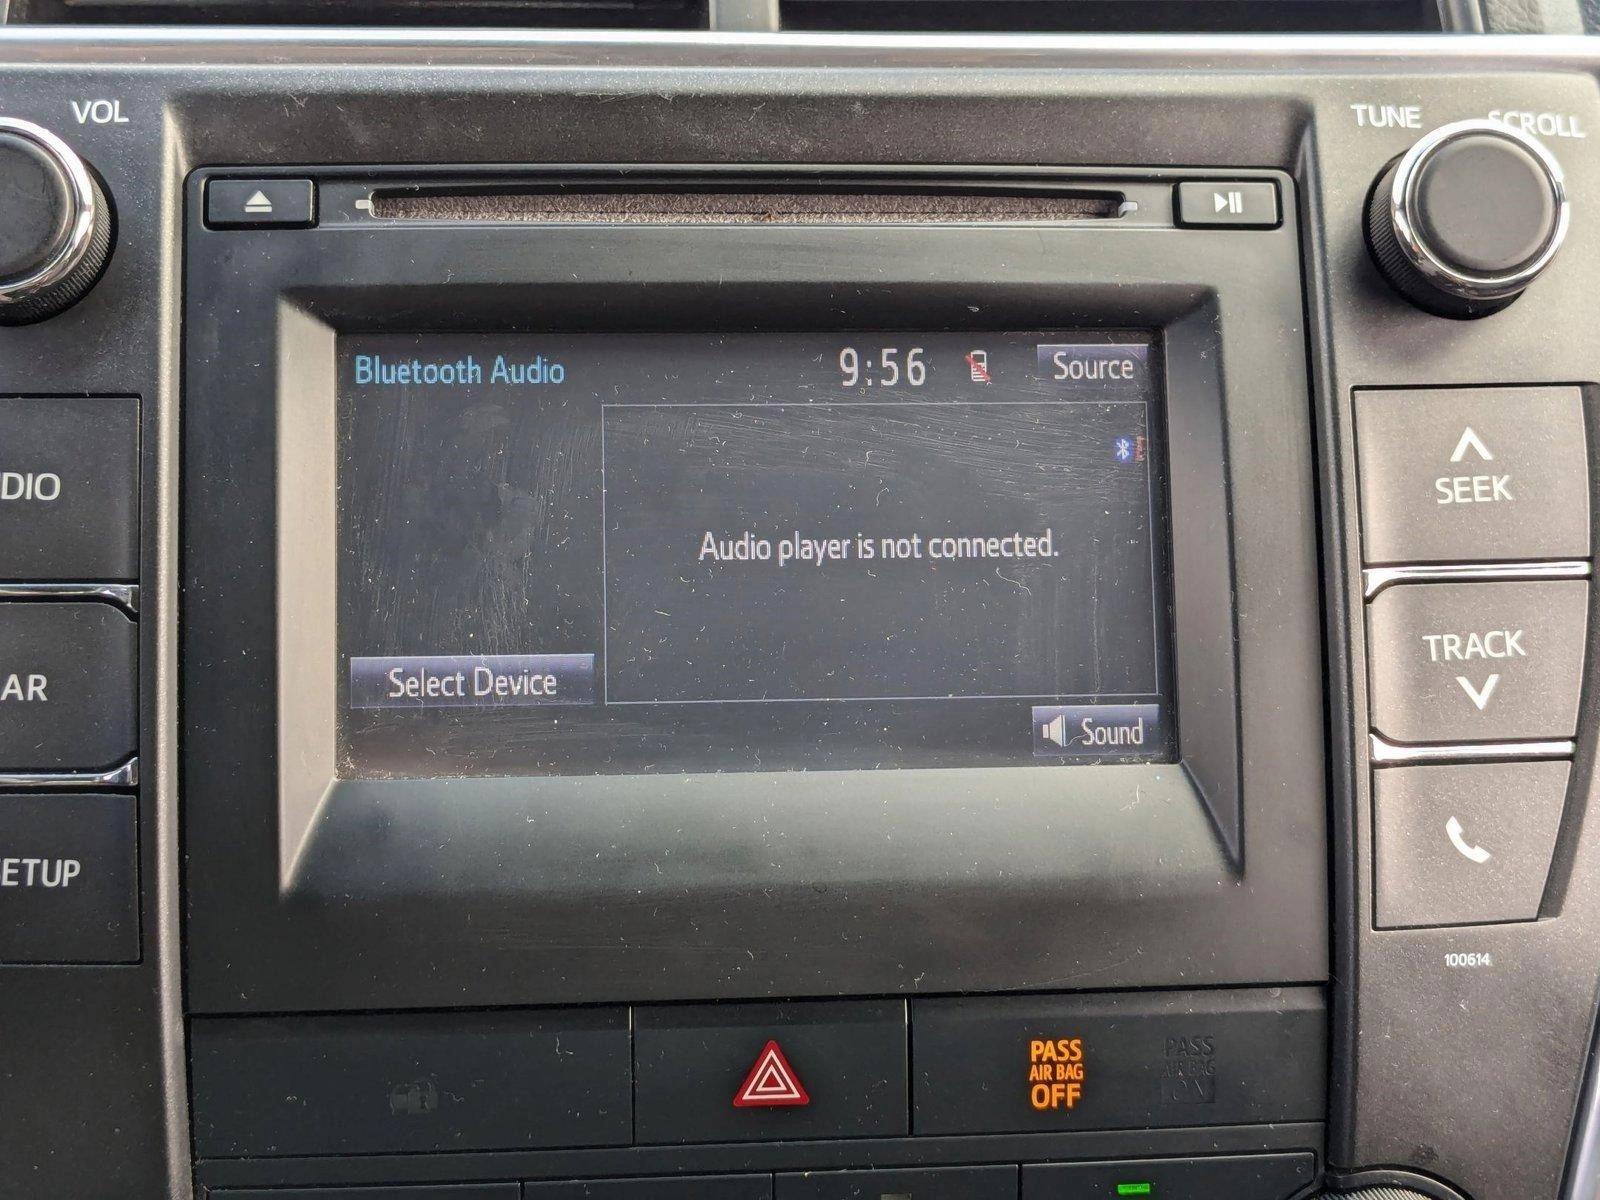 VOL
TUNE SCROLL
Bluetooth Audio
9:56
Source
DIO
SEEK
Audio player is not connected.
TRACK
AR
Select Device
Sound
ETUP
100614
PASS
AIR BAG
OFF
PASS
AIR BAG
ON